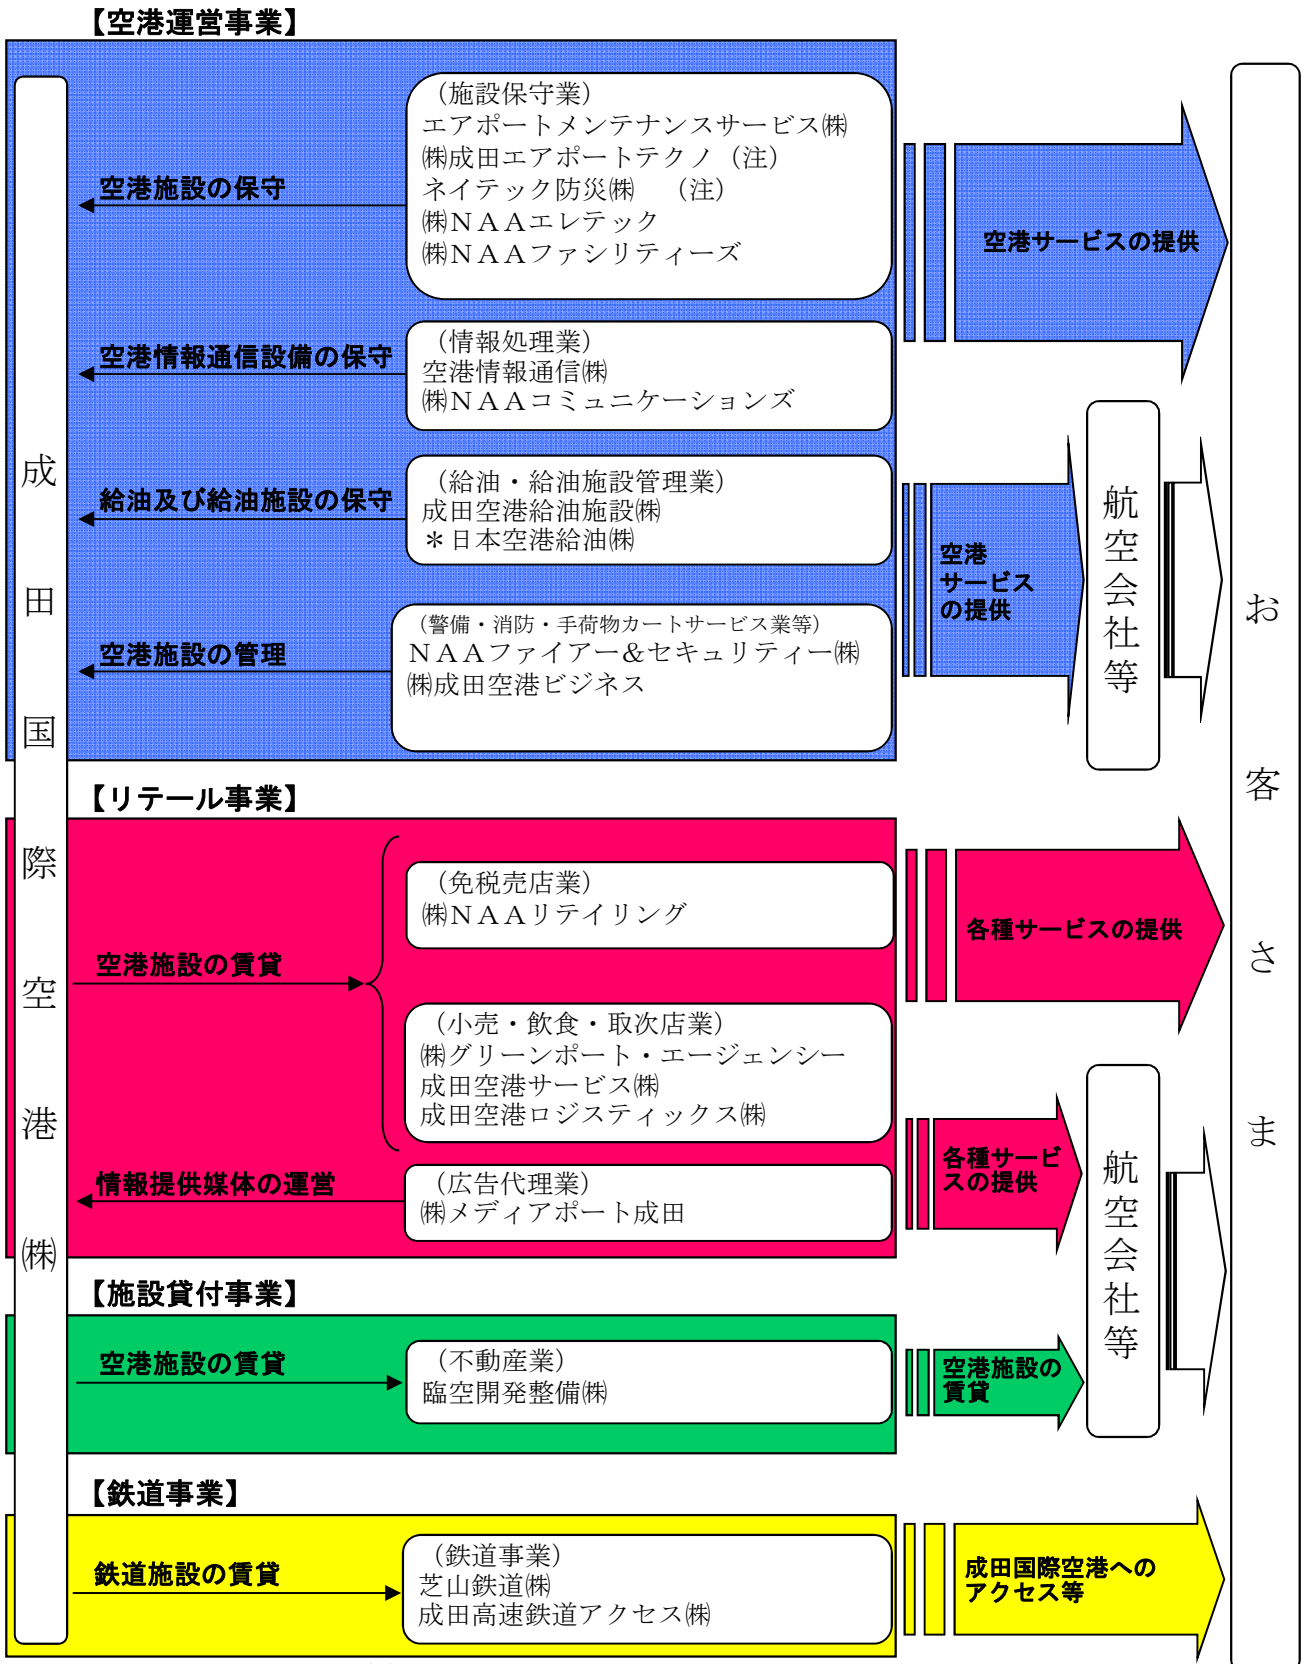 【空港運営事業】
（施設保守業）
エアポートメンテナンスサービス㈱
㈱成田エアポートテクノ（注）
ネイテック防災㈱　（注）
㈱ＮＡＡエレテック
㈱ＮＡＡファシリティーズ
空港施設の保守
空港サービスの提供
（情報処理業）
空港情報通信㈱
㈱ＮＡＡコミュニケーションズ
空港情報通信設備の保守
（給油・給油施設管理業）
成田空港給油施設㈱
＊日本空港給油㈱
給油及び給油施設の保守
空港
サービス
の提供
航空会社等
（警備・消防・手荷物カートサービス業等）
ＮＡＡファイアー＆セキュリティー㈱
㈱成田空港ビジネス
空港施設の管理
成田国際空港㈱
お客さま
【リテール事業】
（免税売店業）
㈱ＮＡＡリテイリング
空港施設の賃貸
各種サービスの提供
（小売・飲食・取次店業）
㈱グリーンポート・エージェンシー
成田空港サービス㈱
成田空港ロジスティックス㈱
情報提供媒体の運営
（広告代理業）
㈱メディアポート成田
各種サービ
スの提供
航空会社等
【施設貸付事業】
空港施設の賃貸
（不動産業）
臨空開発整備㈱
空港施設の
賃貸
【鉄道事業】
鉄道施設の賃貸
（鉄道事業）
芝山鉄道㈱
成田高速鉄道アクセス㈱
成田国際空港への
アクセス等